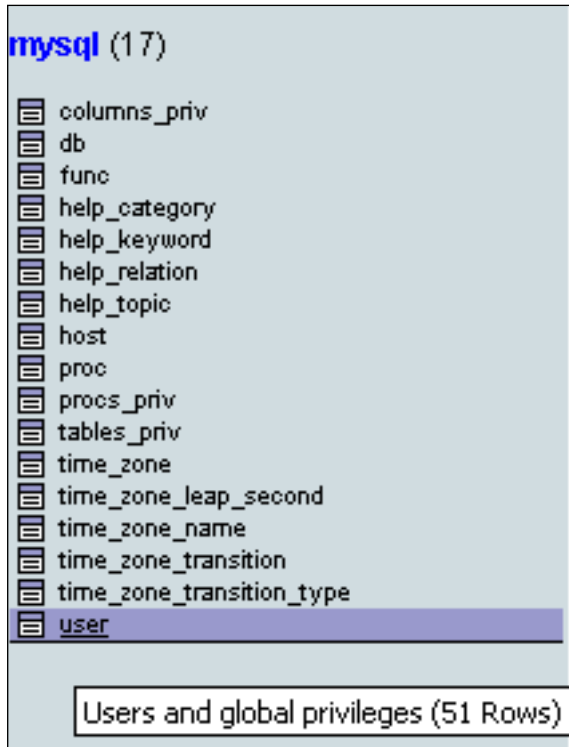 mysql (17)
columns_priv
db
func
help_category
help_keyword
help_relation
help_topic
host
proc
procs_priv
tables_priv
time_zone
time_zone_leap_second
time_zone_name
time_zone_transition
time_zone_transition_type
user
Users and global privileges (51 Rows)